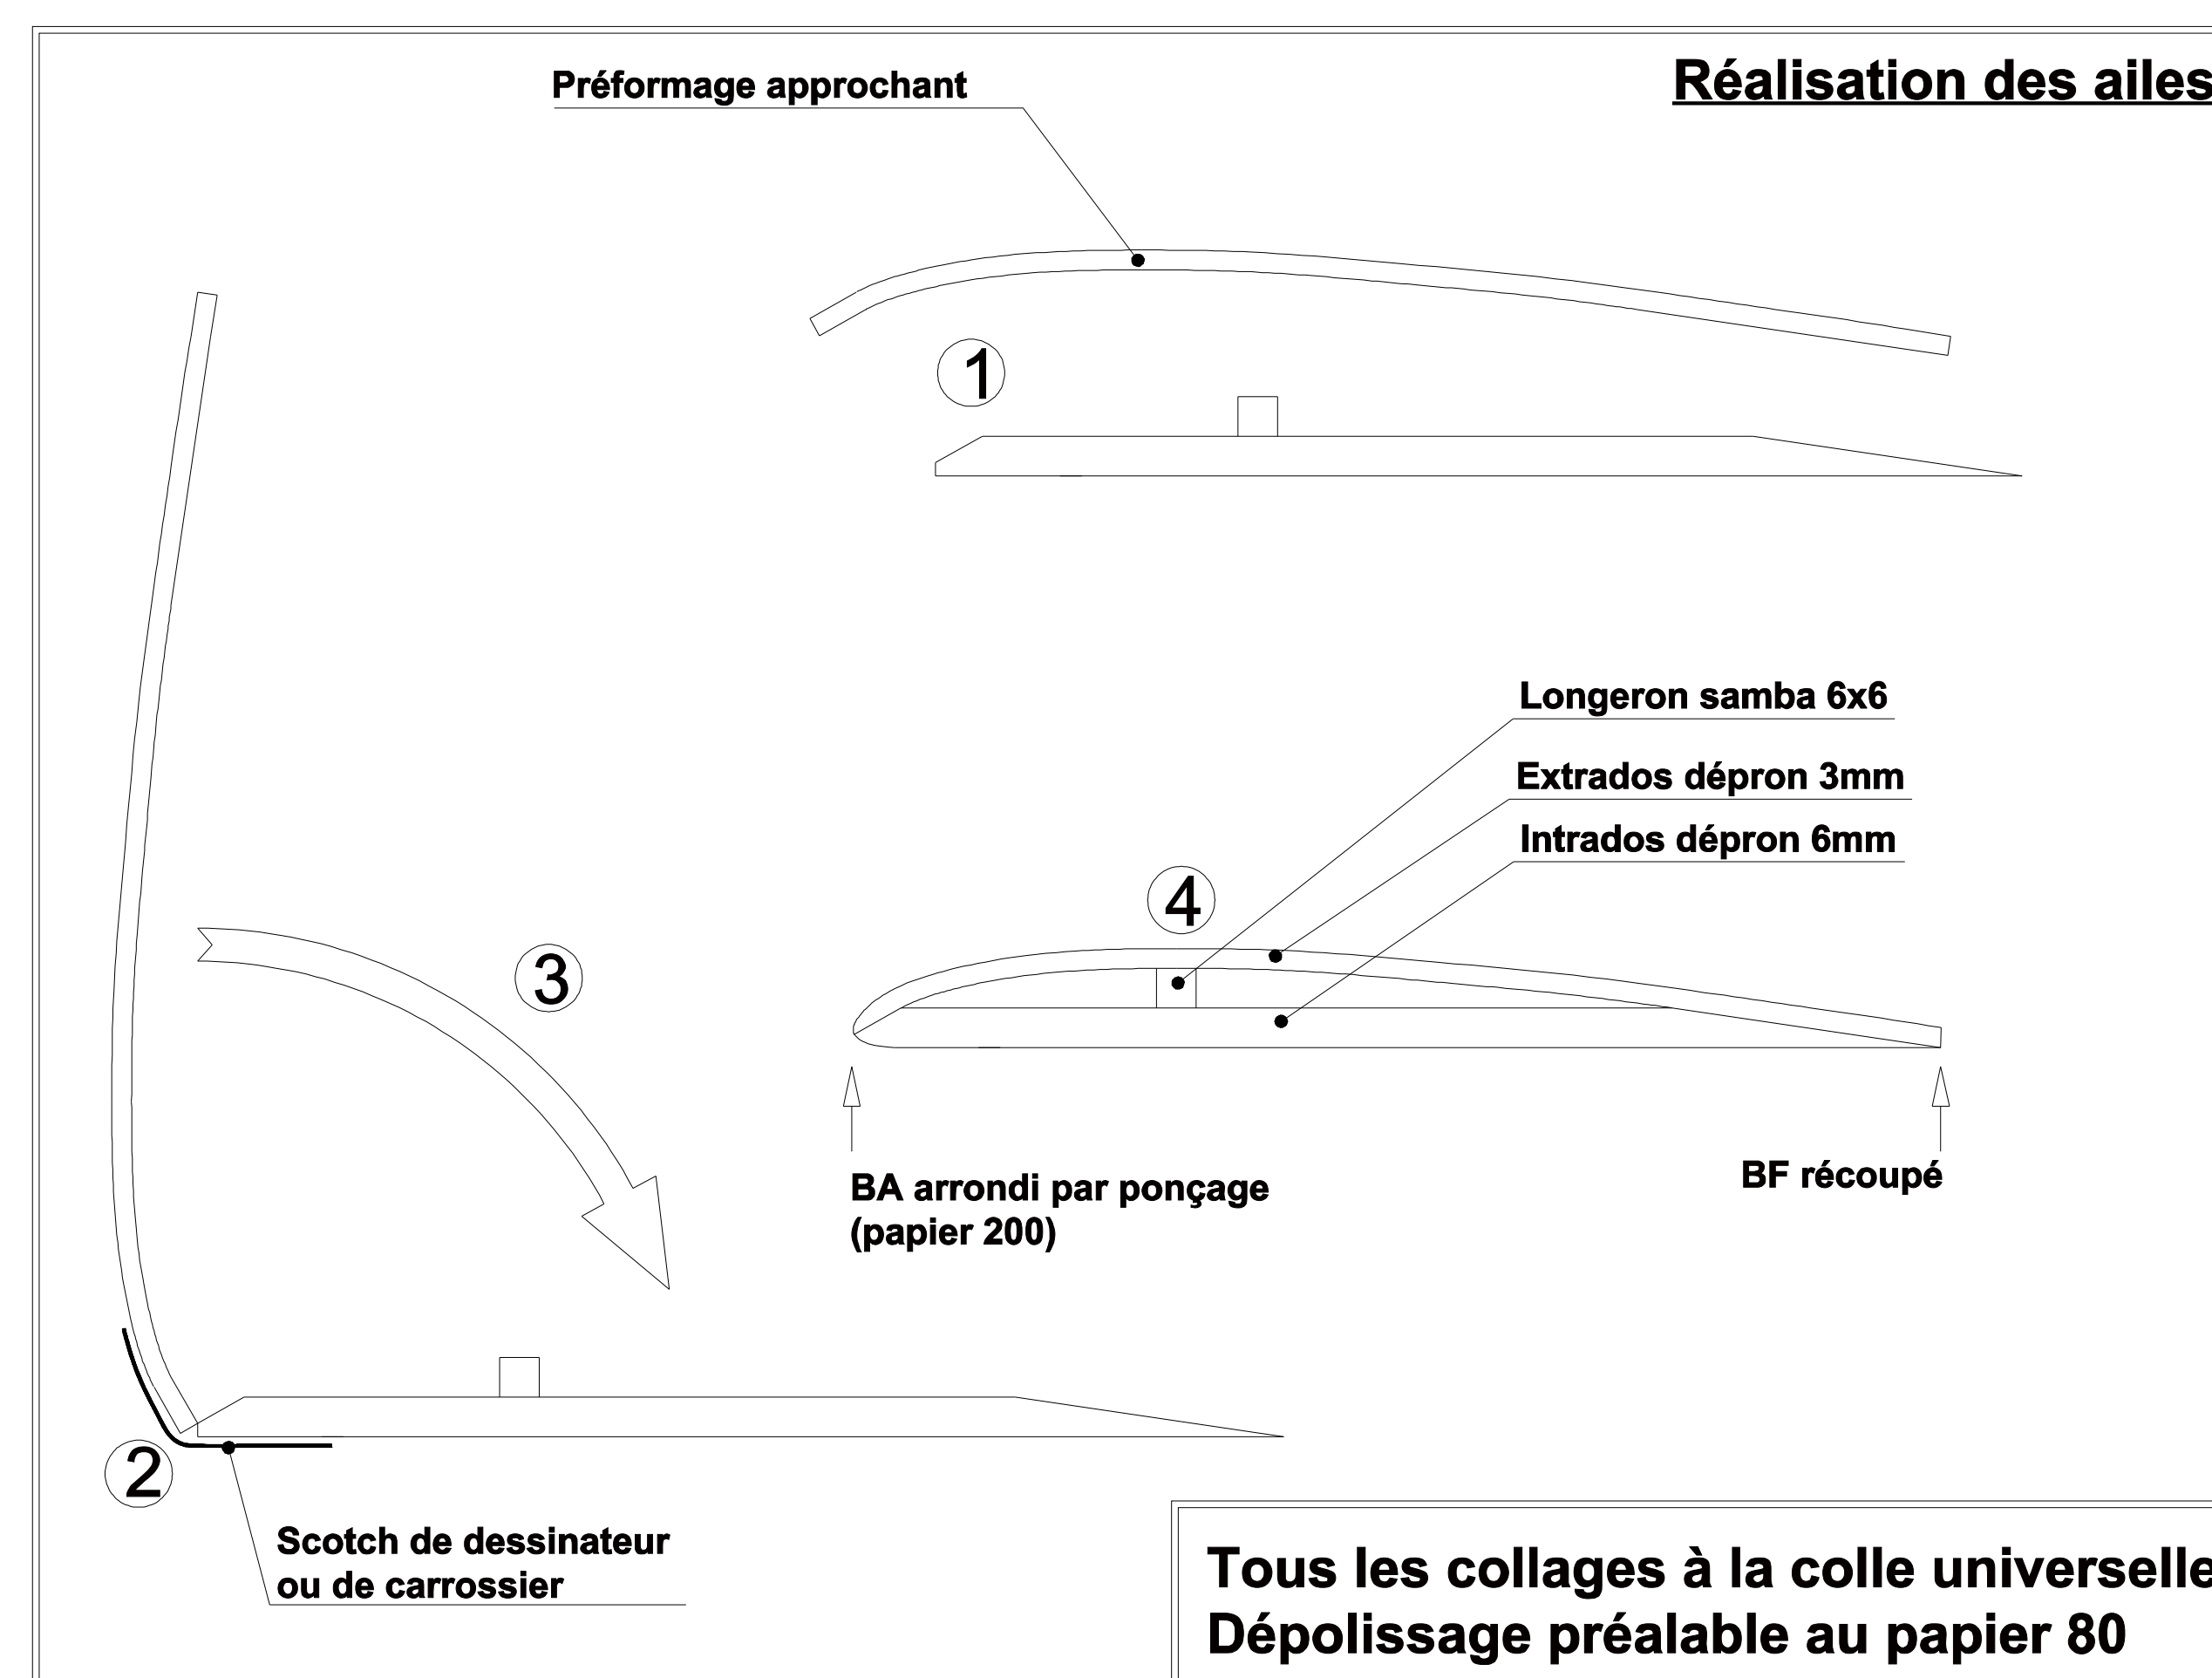 Préformage approchant
Réalisation des ailes
1
Longeron samba 6x6
Extrados dépron 3mm
Intrados dépron 6mm
4
3
BA arrondi par ponçage
(papier 200)
BF récoupé
2
Scotch de dessinateur
ou de carrossier
Tous les collages à la colle universelle
Dépolissage préalable au papier 80